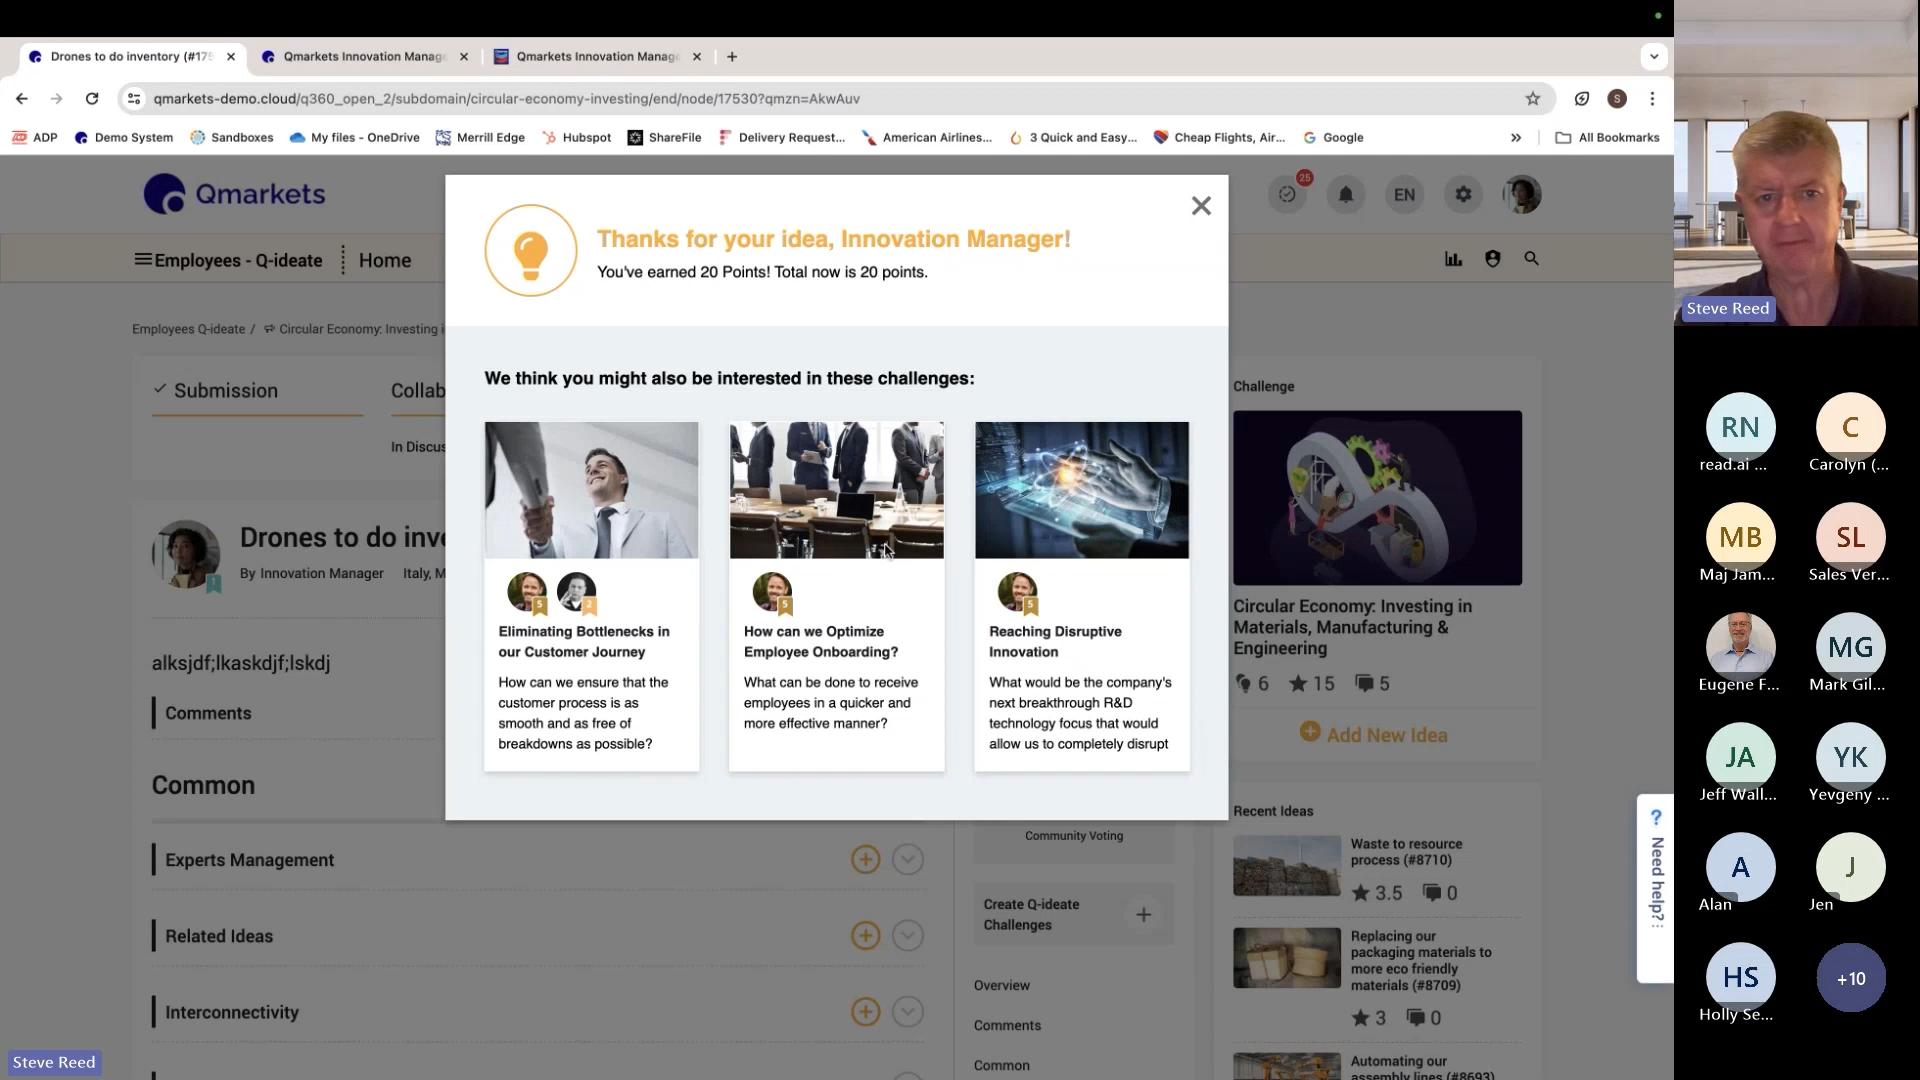 Drones to do inventory (#175
Qmarkets Innovation Manage
Qmarkets Innovation Manage
qmarkets-demo.cloud/q360_open_2/subdomain/circular-economy-investing/end/node/17530?qmzn=AkwAuv
S
ADP
Demo System
Sandboxes
My files - OneDrive
Merrill Edge
Hubspot
ShareFile
Delivery Request...
American Airlines...
3 Quick and Easy...
Cheap Flights, Air...
Google
All Bookmarks
Qmarkets
25
EN
Employees - Q-ideate
Home
Employees Q-ideate /
Circular Economy: Investing i
Submission
Collab
In Discus
Drones to do inve
By Innovation Manager
Italy, M
1
alksjdf;lkaskdjf;lskdj
Comments
Common
Experts Management
Related Ideas
Interconnectivity
Thanks for your idea, Innovation Manager!
You've earned 20 Points! Total now is 20 points.
We think you might also be interested in these challenges:
5
2
Eliminating Bottlenecks in
our Customer Journey
How can we ensure that the
customer process is as
smooth and as free of
breakdowns as possible?
5
How can we Optimize
Employee Onboarding?
What can be done to receive
employees in a quicker and
more effective manner?
5
Reaching Disruptive
Innovation
What would be the company's
next breakthrough R&D
technology focus that would
allow us to completely disrupt
Community Voting
Create Q-ideate
Challenges
Overview
Comments
Common
Challenge
Circular Economy: Investing in
Materials, Manufacturing &
Engineering
6
15
5
Add New Idea
Recent Ideas
Waste to resource
process (#8710)
3.5
0
Replacing our
packaging materials to
more eco friendly
materials (#8709)
3
0
Automating our
assembly lines (#8693)
? Need help?
Steve Reed
RN
read.ai ...
C
Carolyn (...
MB
Maj Jam...
SL
Sales Ver...
Eugene F...
MG
Mark Gil...
JA
Jeff Wall...
YK
Yevgeny ...
A
Alan
J
Jen
HS
Holly Se...
+10
Steve Reed